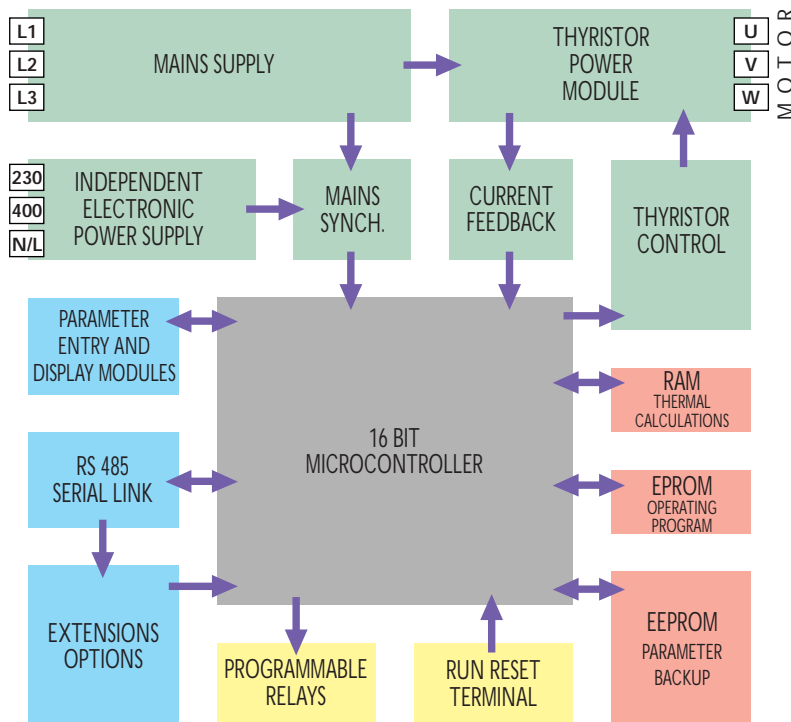 L1
L2
L3
MAINS SUPPLY
THYRISTOR
POWER
MODULE
U
V
W
MOTOR
230
400
N/L
INDEPENDENT
ELECTRONIC
POWER SUPPLY
MAINS
SYNCH.
CURRENT
FEEDBACK
THYRISTOR
CONTROL
PARAMETER
ENTRY AND
DISPLAY MODULES
16 BIT
MICROCONTROLLER
RAM
THERMAL
CALCULATIONS
RS 485
SERIAL LINK
EPROM
OPERATING
PROGRAM
EXTENSIONS
OPTIONS
PROGRAMMABLE
RELAYS
RUN RESET
TERMINAL
EEPROM
PARAMETER
BACKUP